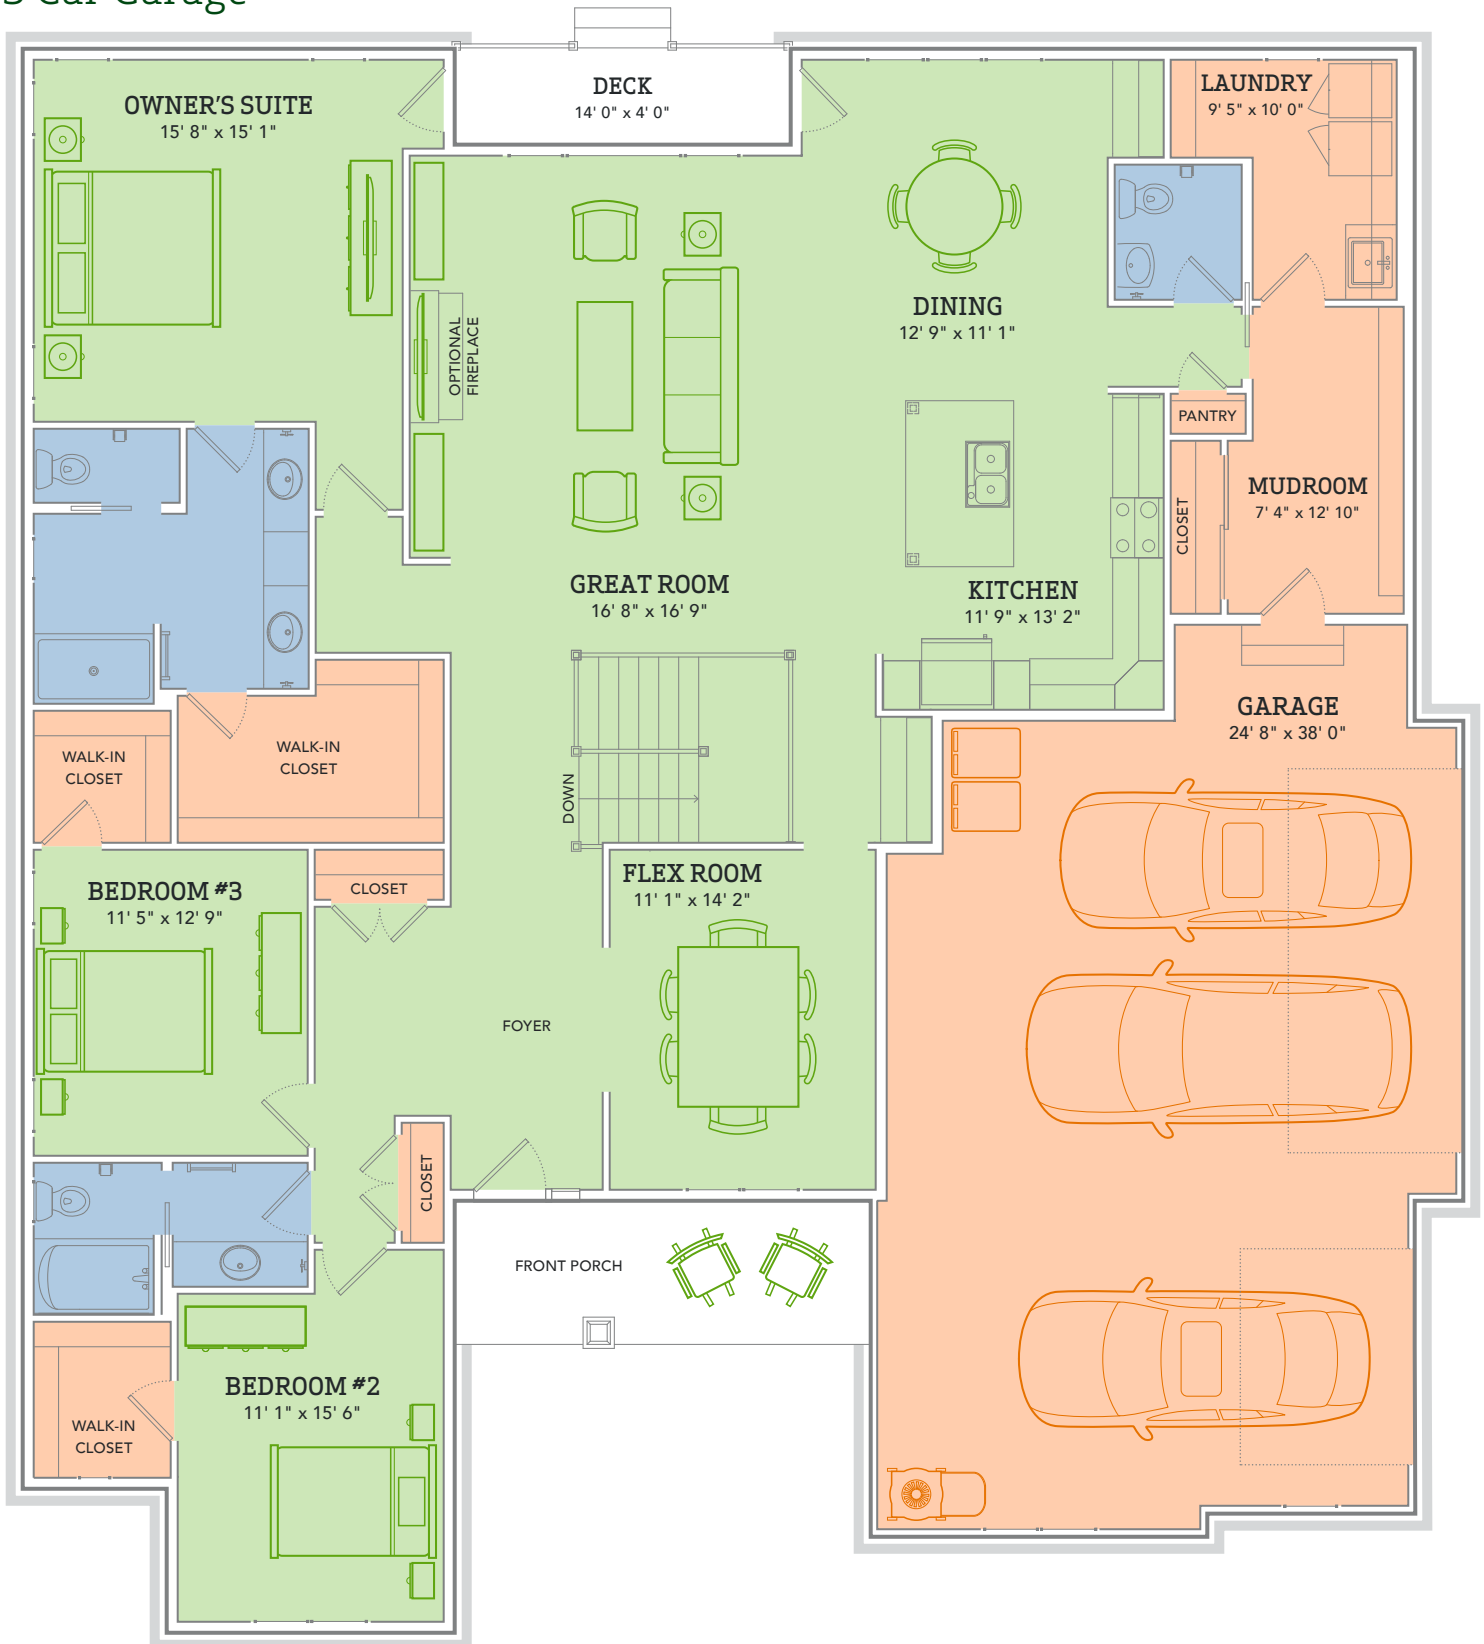 3 Car Garage
DECK
14' 0" x 4' 0"
OWNER'S SUITE
15' 8" x 15' 1"
LAUNDRY
9' 5" x 10' 0"
DINING
12' 9" x 11' 1"
OPTIONAL
FIREPLACE
PANTRY
MUDROOM
7' 4" x 12' 10"
CLOSET
GREAT ROOM
16' 8" x 16' 9"
KITCHEN
11' 9" x 13' 2"
GARAGE
24' 8" x 38' 0"
WALK-IN
CLOSET
WALK-IN
CLOSET
DOWN
FLEX ROOM
11' 1" x 14' 2"
CLOSET
BEDROOM #3
11' 5" x 12' 9"
FOYER
CLOSET
FRONT PORCH
BEDROOM #2
11' 1" x 15' 6"
WALK-IN
CLOSET